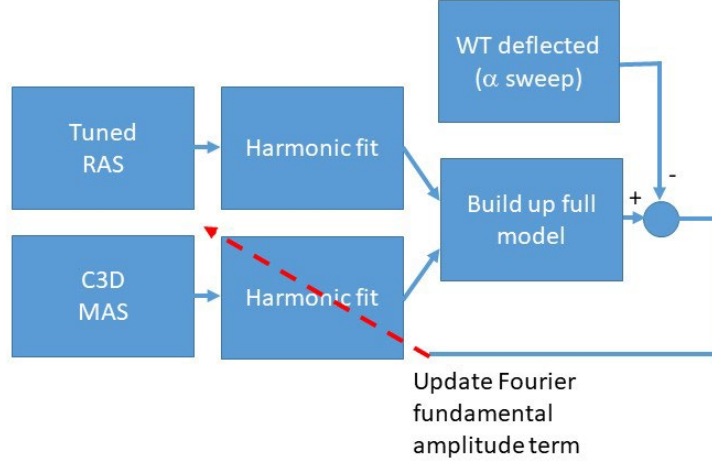 WT deflected
(α sweep)
Tuned
RAS
Harmonic fit
Build up full
model
+
-
C3D
MAS
Harmonic fit
Update Fourier
fundamental
amplitude term